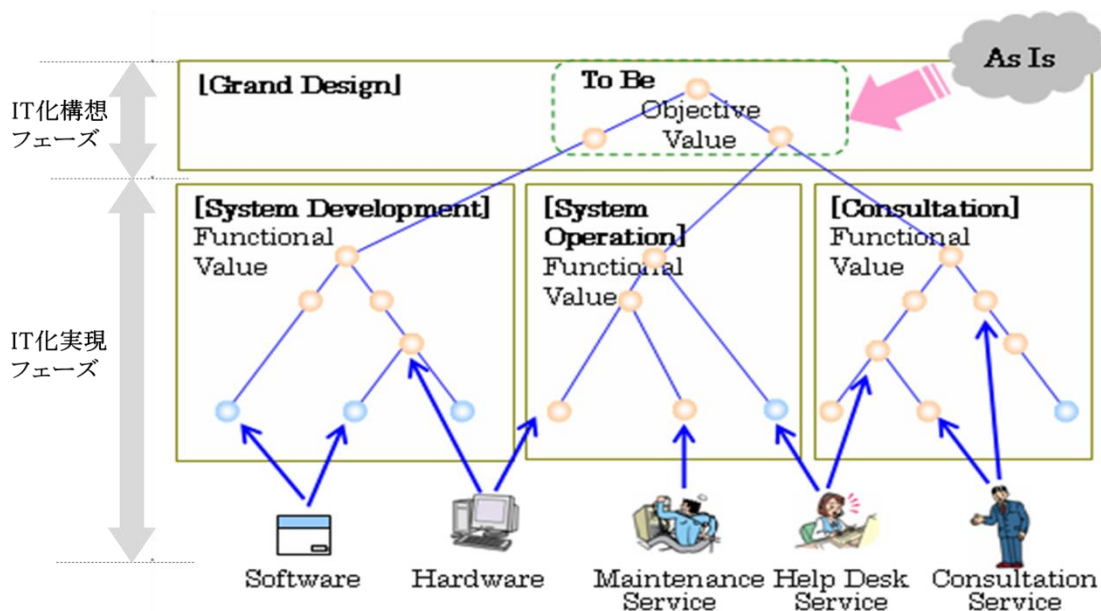 As Is
[Grand Design]
To Be
Objective
Value
IT化構想
フェーズ
[System Development]
Functional
Value
[System
Operation]
Functional
Value
[Consultation]
Functional
Value
IT化実現
フェーズ
Software
Hardware
Maintenance
Service
Help Desk
Service
Consultation
Service